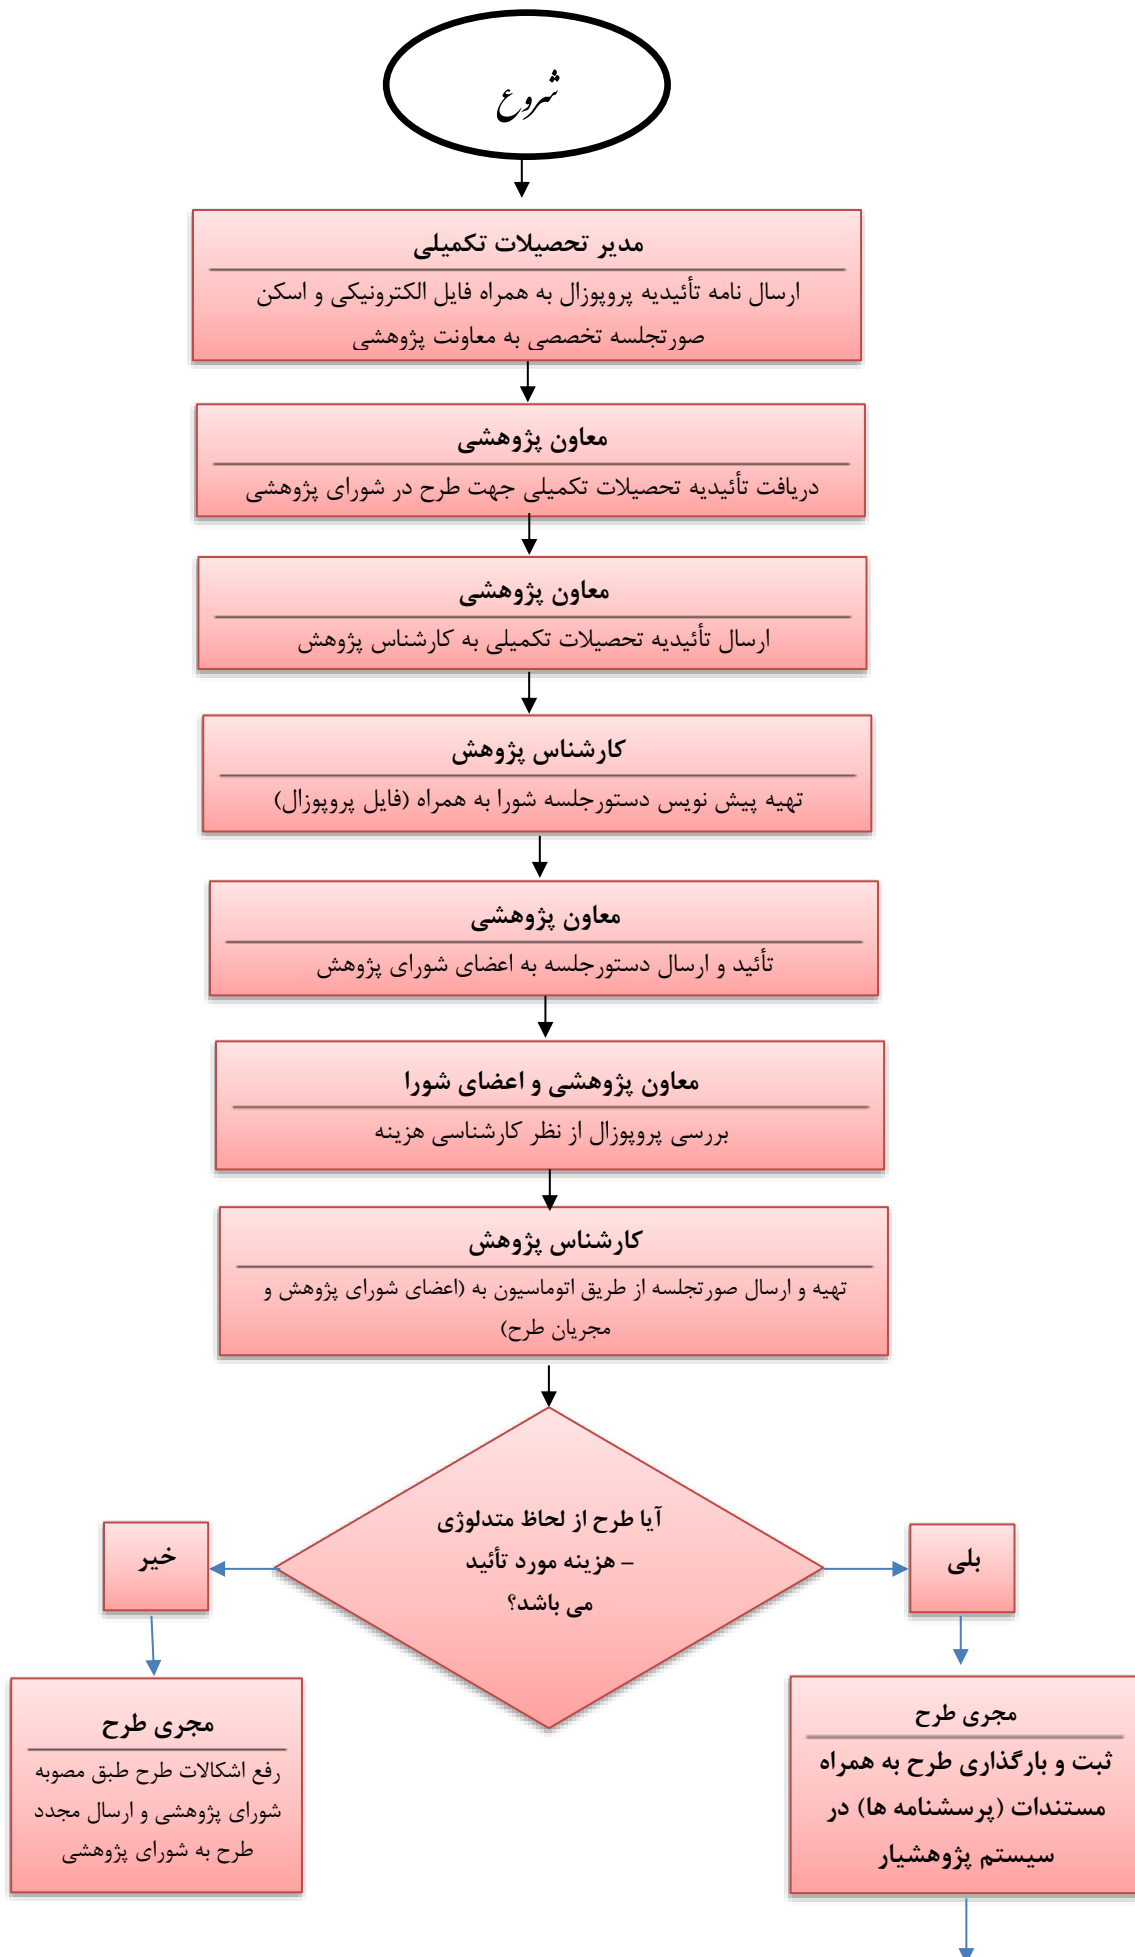 شروع
مدیر تحصیلات تکمیلی
ارسال نامه تأئیدیه پروپوزال به همراه فایل الکترونیکی و اسکن
صورتجلسه تخصصی به معاونت پژوهشی
معاون پژوهشی
دریافت تأئیدیه تحصیلات تکمیلی جهت طرح در شورای پژوهشی
معاون پژوهشی
ارسال تأئیدیه تحصیلات تکمیلی به کارشناس پژوهش
کارشناس پژوهش
تهیه پیش نویس دستورجلسه شورا به همراه (فایل پروپوزال)
معاون پژوهشی
تأئید و ارسال دستورجلسه به اعضای شورای پژوهش
معاون پژوهشی و اعضای شورا
بررسی پروپوزال از نظر کارشناسی هزینه
کارشناس پژوهش
تهیه و ارسال صورتجلسه از طریق اتوماسیون به (اعضای شورای پژوهش و
مجریان طرح)
آیا طرح از لحاظ متدلوژی
– هزینه مورد تأئید
می باشد؟
بلی
خیر
مجری طرح
ثبت و بارگذاری طرح به همراه
مستندات (پرسشنامه ها) در
سیستم پژوهشیار
مجری طرح
رفع اشکالات طرح طبق مصوبه
شورای پژوهشی و ارسال مجدد
طرح به شورای پژوهشی